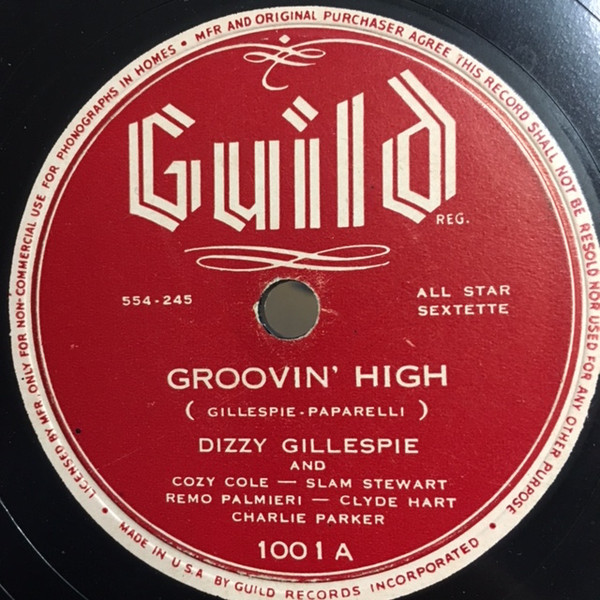 Guild
REG.
554-245
ALL STAR
SEXTETTE
GROOVIN' HIGH
( GILLESPIE-PAPARELLI )
DIZZY GILLESPIE
AND
COZY COLE — SLAM STEWART
REMO PALMIERI — CLYDE HART
CHARLIE PARKER
1001 A
• LICENSED BY MFR. ONLY FOR NON-COMMERCIAL USE FOR PHONOGRAPHS IN HOMES • MFR AND ORIGINAL PURCHASER AGREE THIS RECORD SHALL NOT BE RESOLD NOR USED FOR ANY OTHER PURPOSE •
MADE IN U.S.A BY GUILD RECORDS INCORPORATED